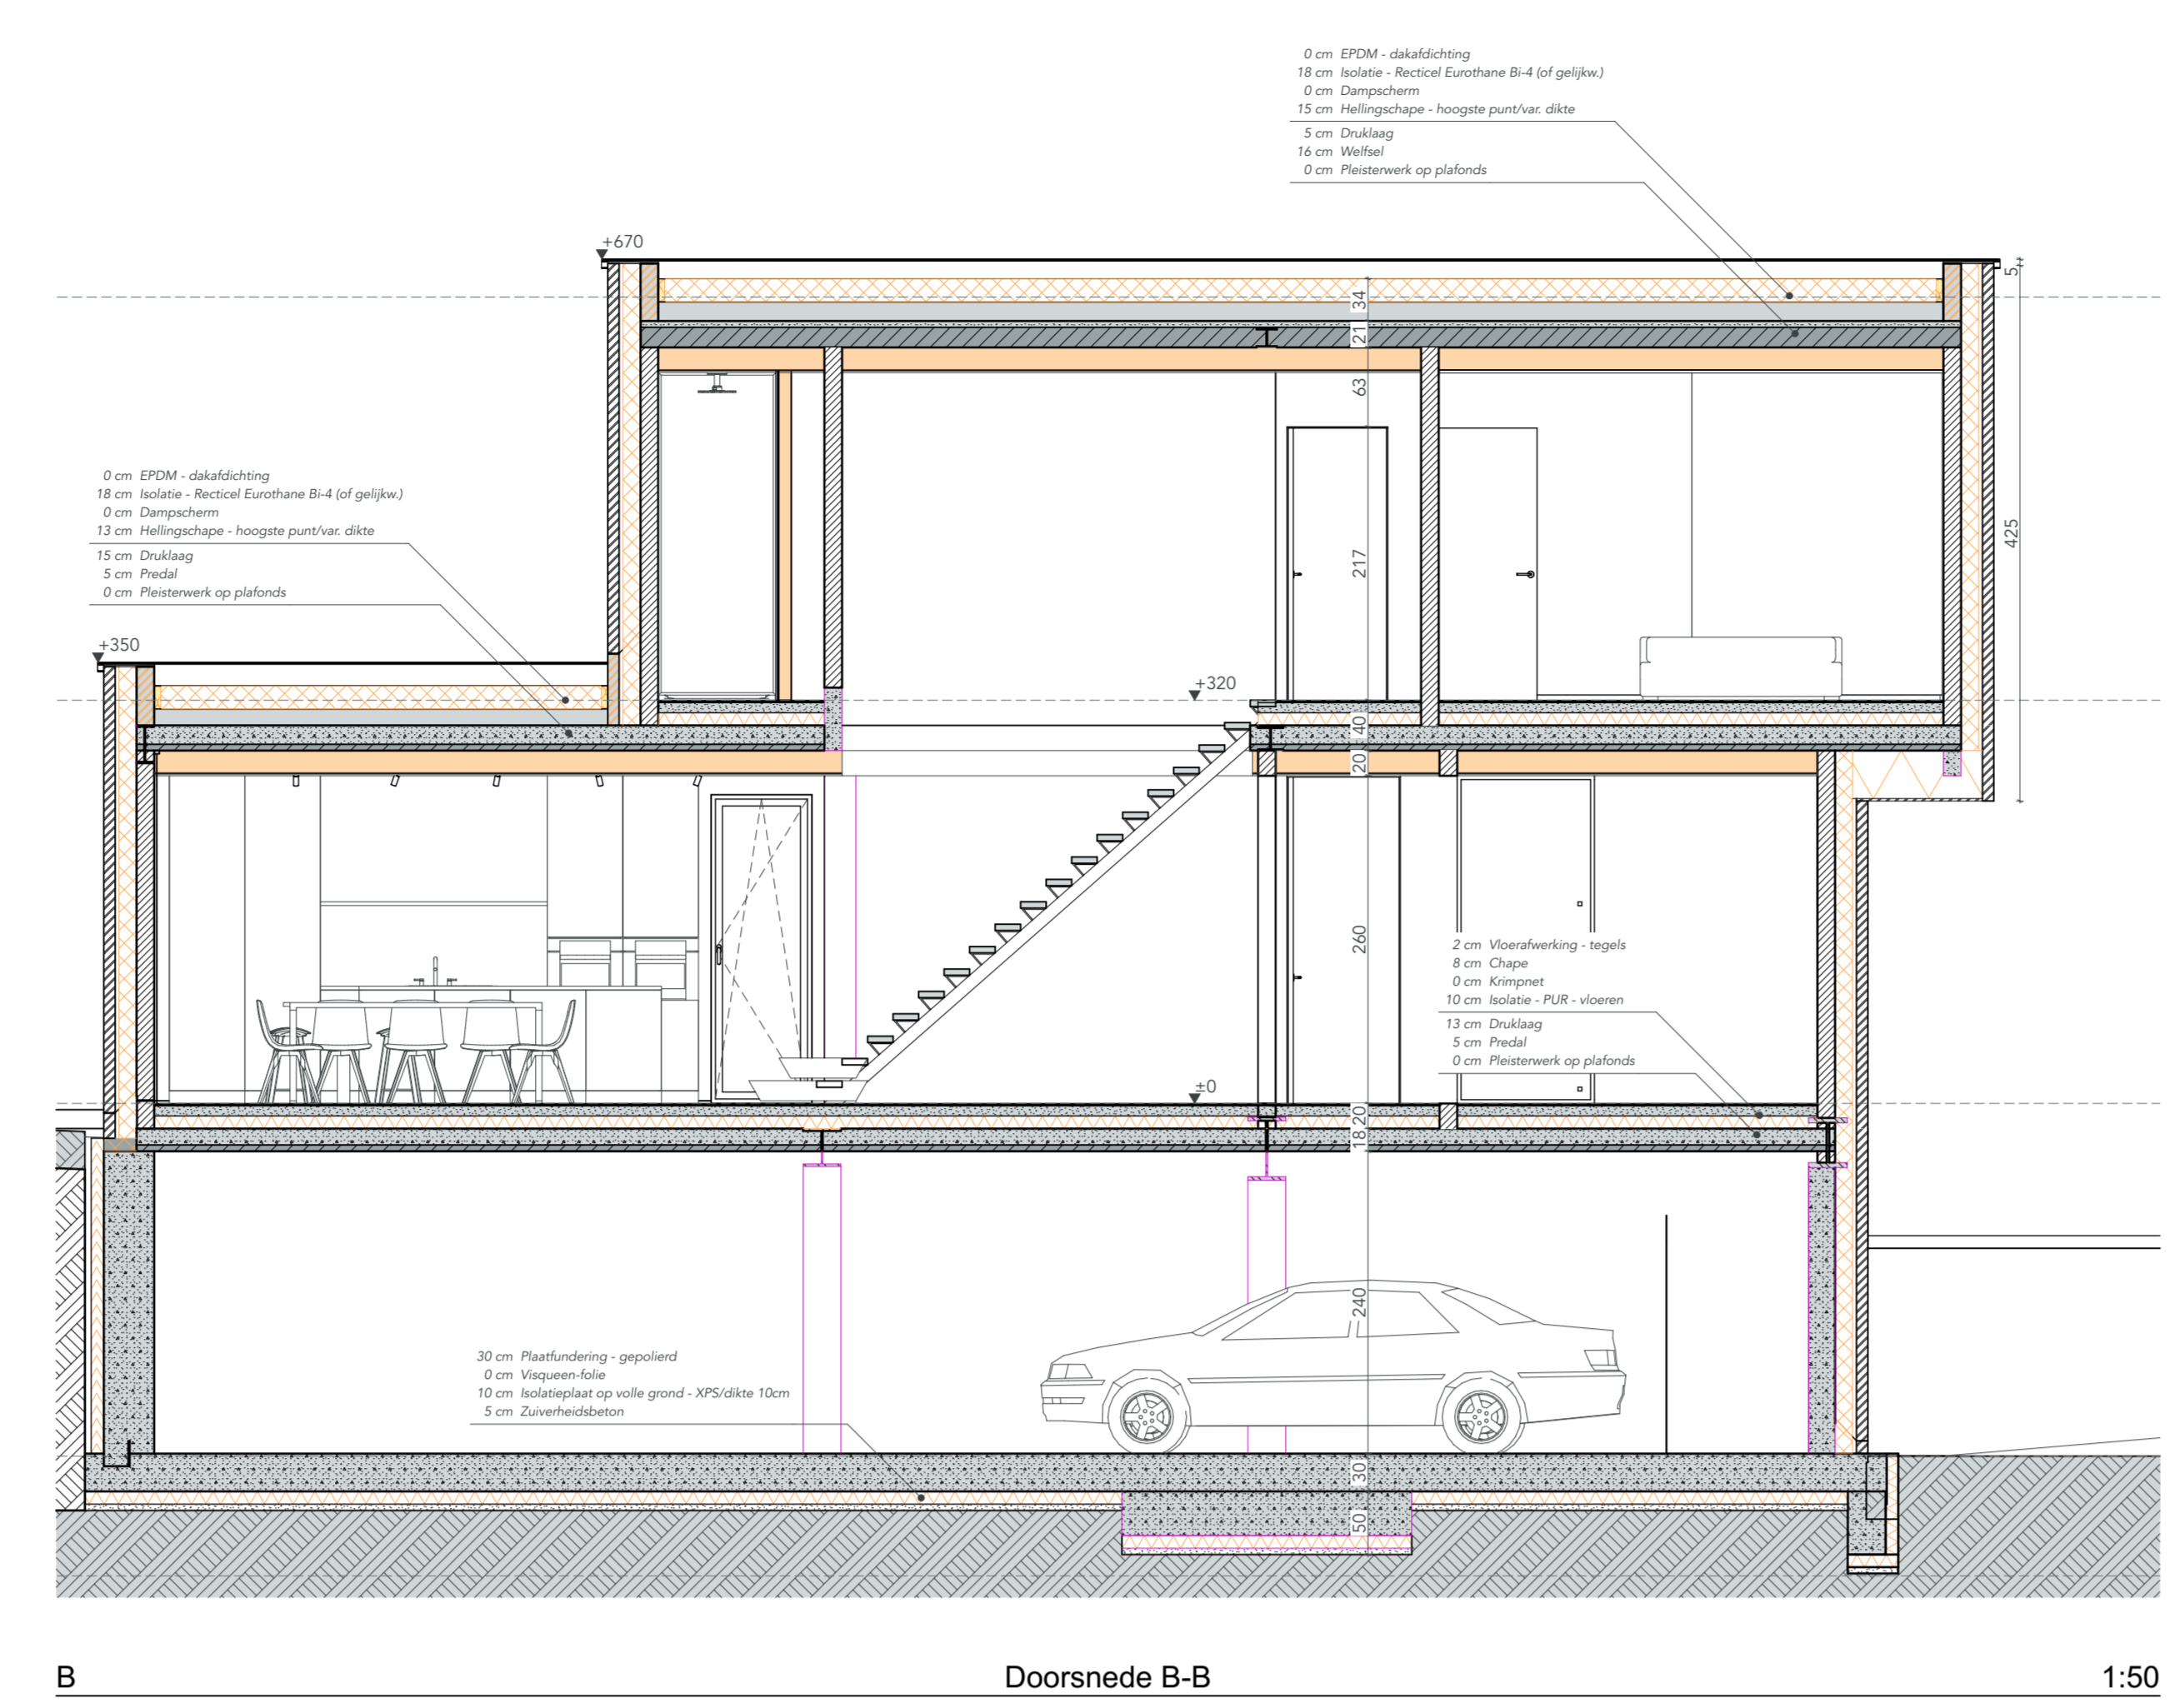 0 cm EPDM - dakafdichting
18 cm Isolatie - Recticel Eurothane Bi-4 (of gelijkw.)
0 cm Dampscherm
15 cm Hellingschape - hoogste punt/var. dikte
5 cm Druklaag
16 cm Welfsel
0 cm Pleisterwerk op plafonds
+670
5
34
21
63
0 cm EPDM - dakafdichting
18 cm Isolatie - Recticel Eurothane Bi-4 (of gelijkw.)
0 cm Dampscherm
13 cm Hellingschape - hoogste punt/var. dikte
15 cm Druklaag
5 cm Predal
0 cm Pleisterwerk op plafonds
217
425
+350
+320
40
20
260
2 cm Vloerafwerking - tegels
8 cm Chape
0 cm Krimpnet
10 cm Isolatie - PUR - vloeren
13 cm Druklaag
5 cm Predal
0 cm Pleisterwerk op plafonds
±0
20
18
240
30 cm Plaatfundering - gepolierd
0 cm Visqueen-folie
10 cm Isolatieplaat op volle grond - XPS/dikte 10cm
5 cm Zuiverheidsbeton
30
50
B
Doorsnede B-B
1:50